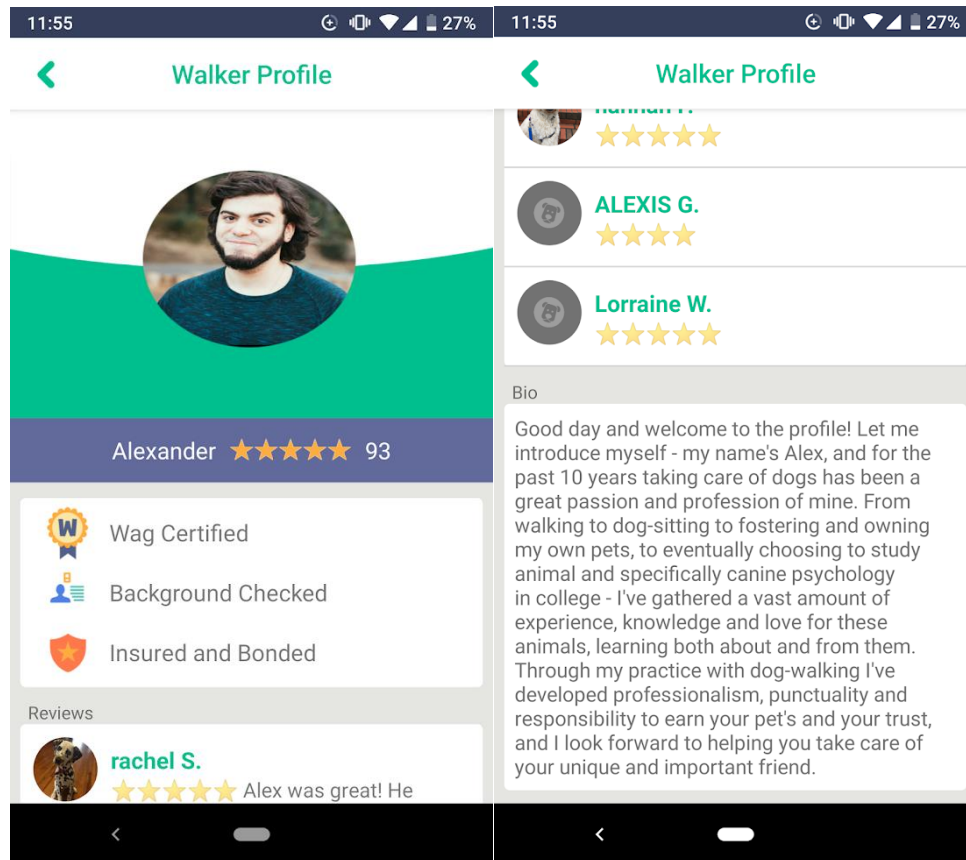 11:55
27%
Walker Profile
Alexander 93
W
Wag Certified
Background Checked
Insured and Bonded
Reviews
rachel S.
Alex was great! He
11:55
27%
Walker Profile
hannah F.
ALEXIS G.
Lorraine W.
Bio
Good day and welcome to the profile! Let me
introduce myself - my name's Alex, and for the
past 10 years taking care of dogs has been a
great passion and profession of mine. From
walking to dog-sitting to fostering and owning
my own pets, to eventually choosing to study
animal and specifically canine psychology
in college - I've gathered a vast amount of
experience, knowledge and love for these
animals, learning both about and from them.
Through my practice with dog-walking I've
developed professionalism, punctuality and
responsibility to earn your pet's and your trust,
and I look forward to helping you take care of
your unique and important friend.